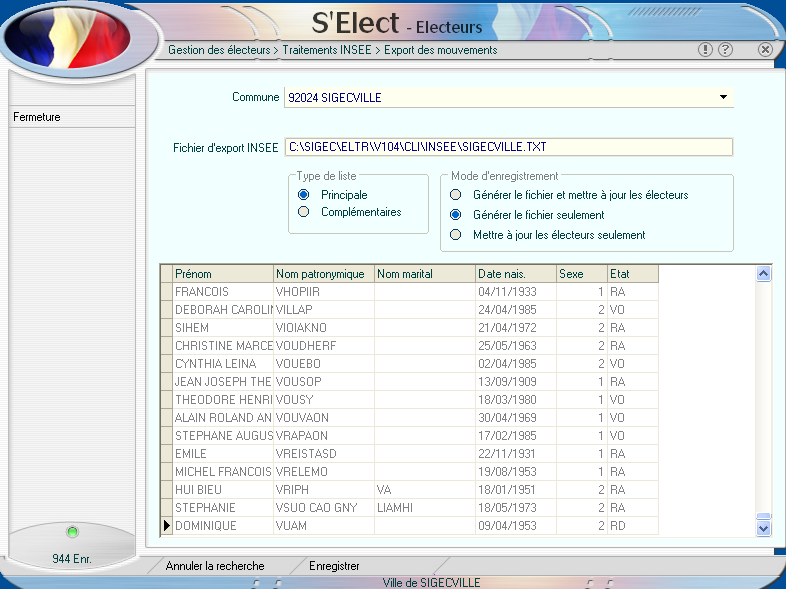 S'Elect - Electeurs
Gestion des électeurs > Traitements INSEE > Export des mouvements
Fermeture
Commune 92024 SIGECVILLE
Fichier d'export INSEE C:\SIGEC\ELTR\V104\CLI\INSEE\SIGECVILLE.TXT
Type de liste
Principale
Complémentaires
Mode d'enregistrement
Générer le fichier et mettre à jour les électeurs
Générer le fichier seulement
Mettre à jour les électeurs seulement
Prénom Nom patronymique Nom marital Date nais. Sexe Etat
FRANCOIS VHOPIIR 04/11/1933 1 RA
DEBORAH CAROLIN VILLAP 24/04/1985 2 VO
SIHEM VIOIAKNO 21/04/1972 2 RA
CHRISTINE MARCE VOUDHERF 25/05/1963 2 RA
CYNTHIA LEINA VOUEBO 02/04/1985 2 VO
JEAN JOSEPH THE VOUSOP 13/09/1909 1 RA
THEODORE HENRI VOUSY 18/03/1980 1 VO
ALAIN ROLAND AN VOUVAON 30/04/1969 1 VO
STEPHANE AUGUS VRAPAON 17/02/1985 1 VO
EMILE VREISTASD 22/11/1931 1 RA
MICHEL FRANCOIS VRELEMO 19/08/1953 1 RA
HUI BIEU VRIPH VA 18/01/1951 2 RA
STEPHANIE VSUO CAO GNY LIAMHI 18/05/1973 2 RA
DOMINIQUE VUAM 09/04/1953 2 RD
944 Enr.
Annuler la recherche Enregistrer
Ville de SIGECVILLE